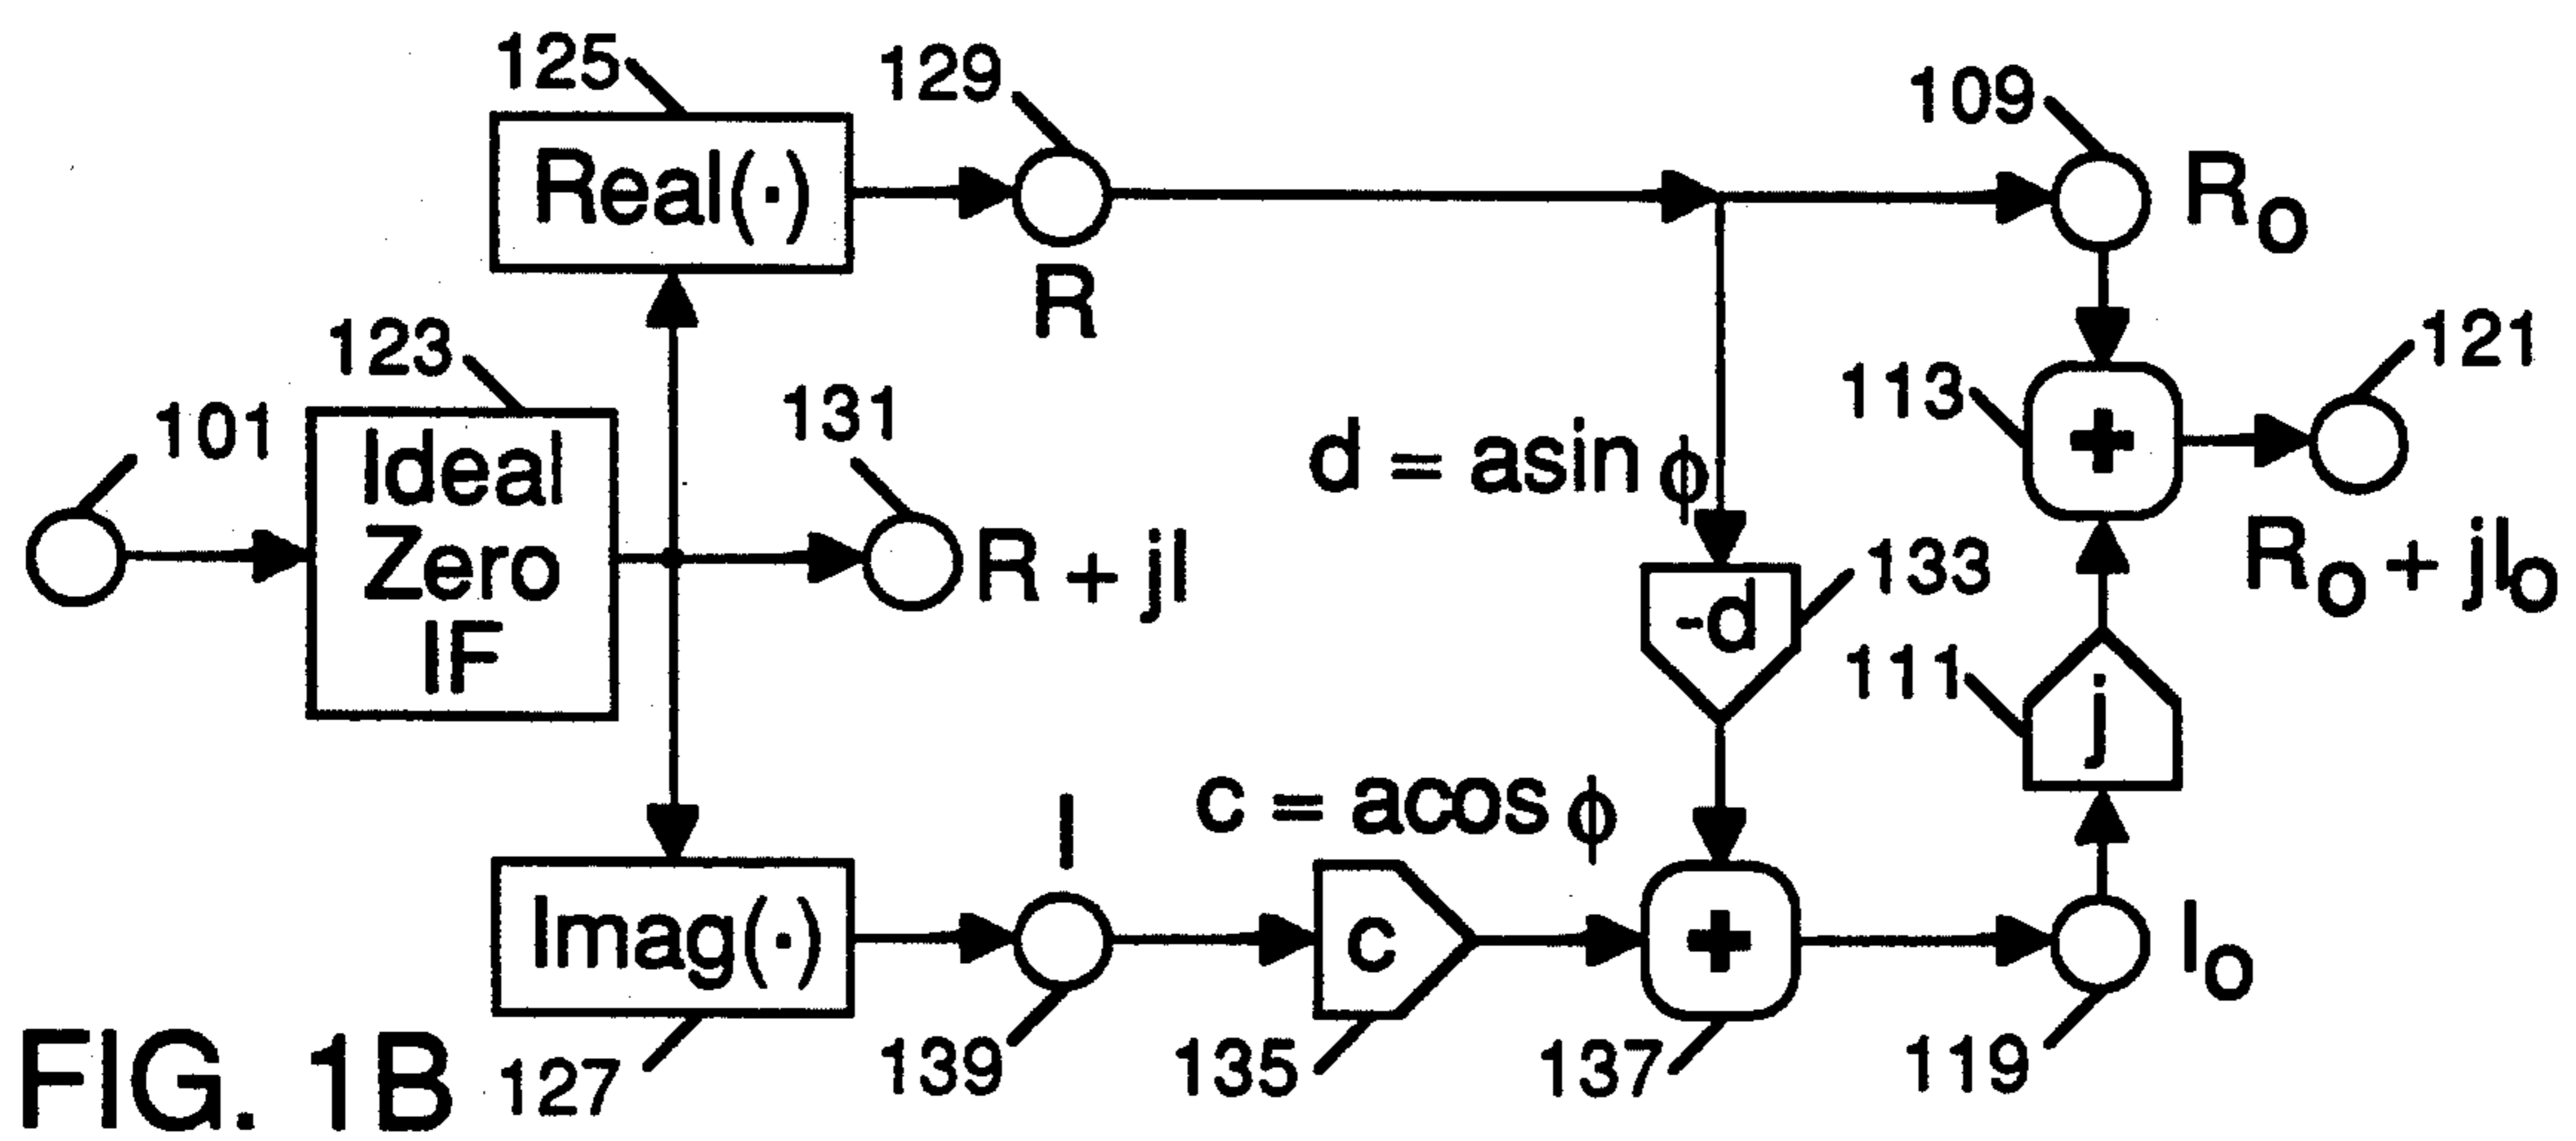 125
129
109
Real(·)
R
Ro
123
101
Ideal
Zero
IF
131
R + jI
d = asin ϕ
-d
133
113
+
121
Ro + jIo
111
j
c = acos ϕ
Imag(·)
I
c
+
Io
127
139
135
137
119
FIG. 1B